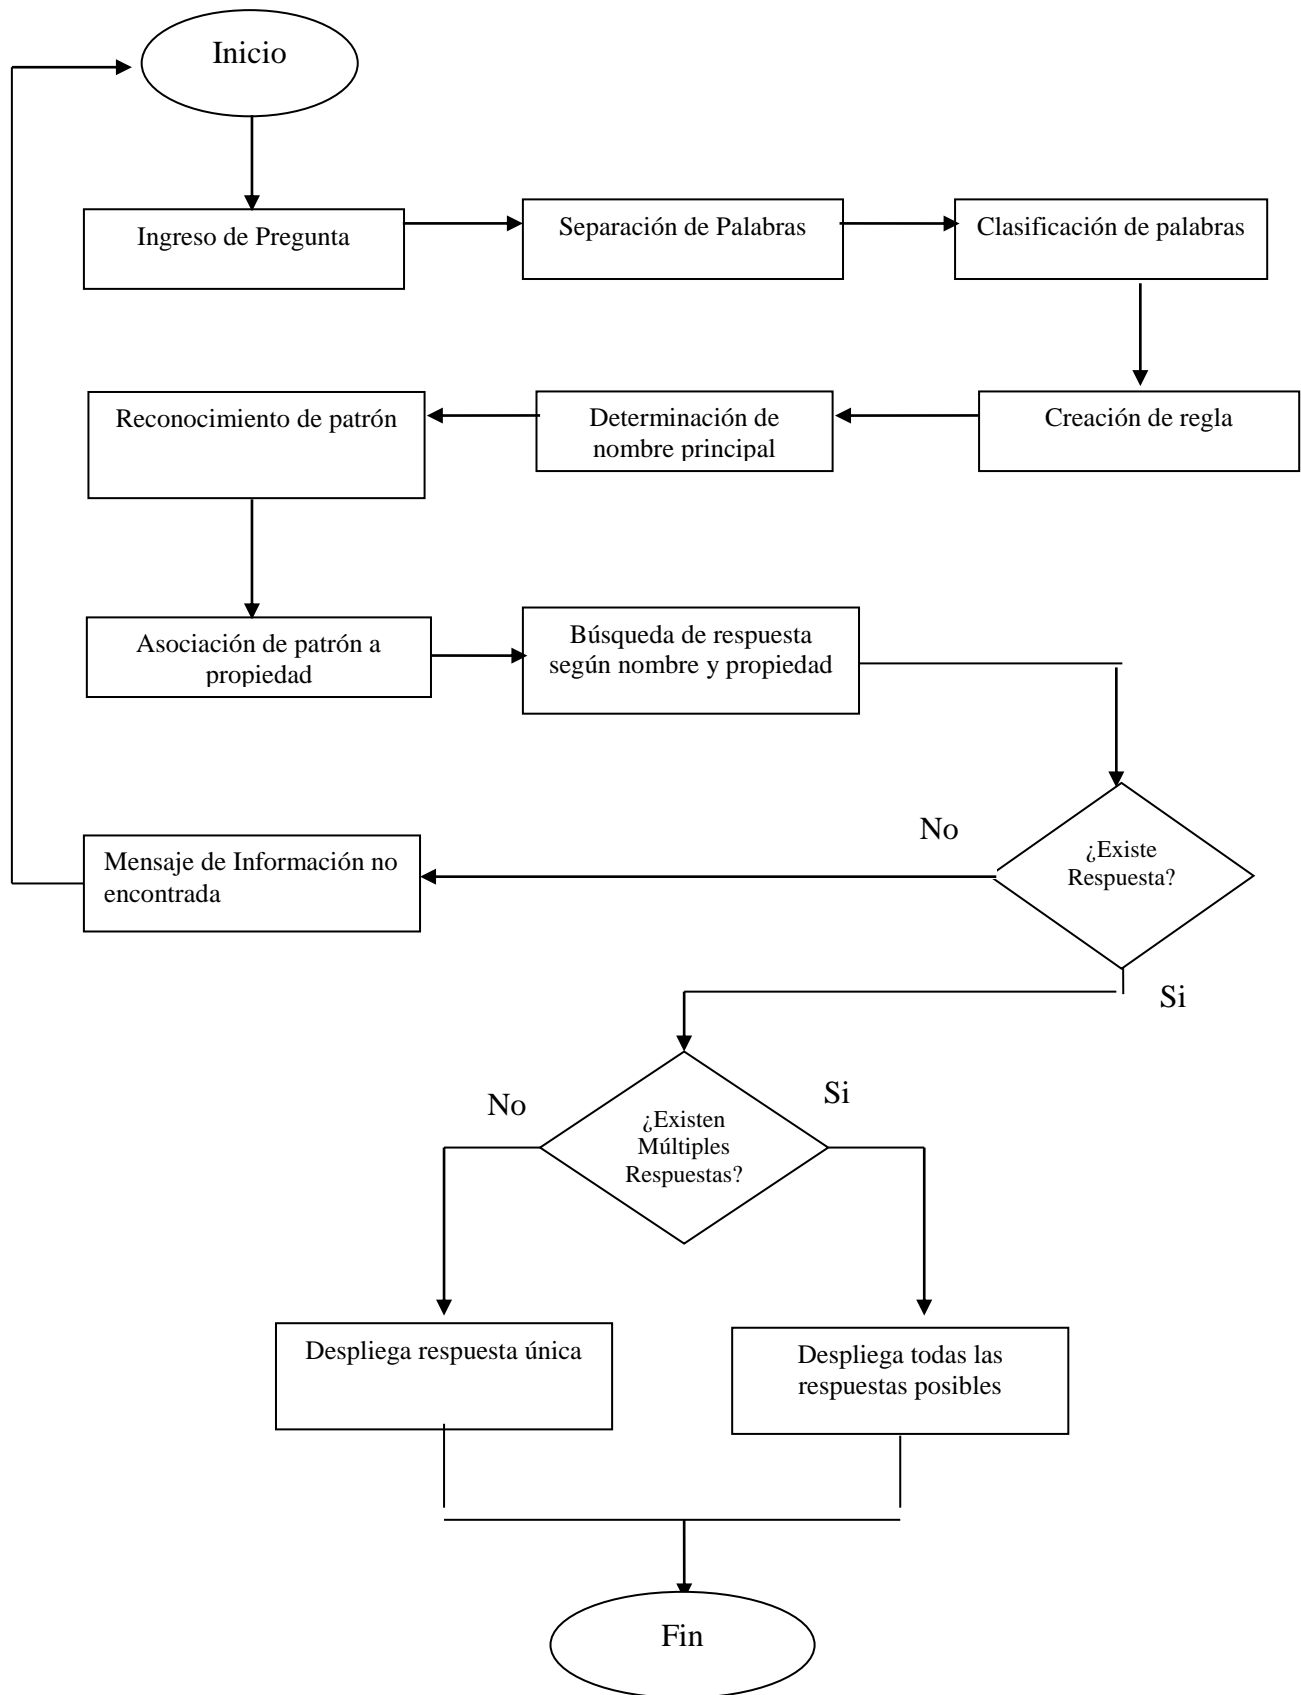 Inicio
Ingreso de Pregunta
Separación de Palabras
Clasificación de palabras
Creación de regla
Determinación de
nombre principal
Reconocimiento de patrón
Asociación de patrón a
propiedad
Búsqueda de respuesta
según nombre y propiedad
¿Existe
Respuesta?
No
Mensaje de Información no
encontrada
Si
¿Existen
Múltiples
Respuestas?
No
Si
Despliega respuesta única
Despliega todas las
respuestas posibles
Fin